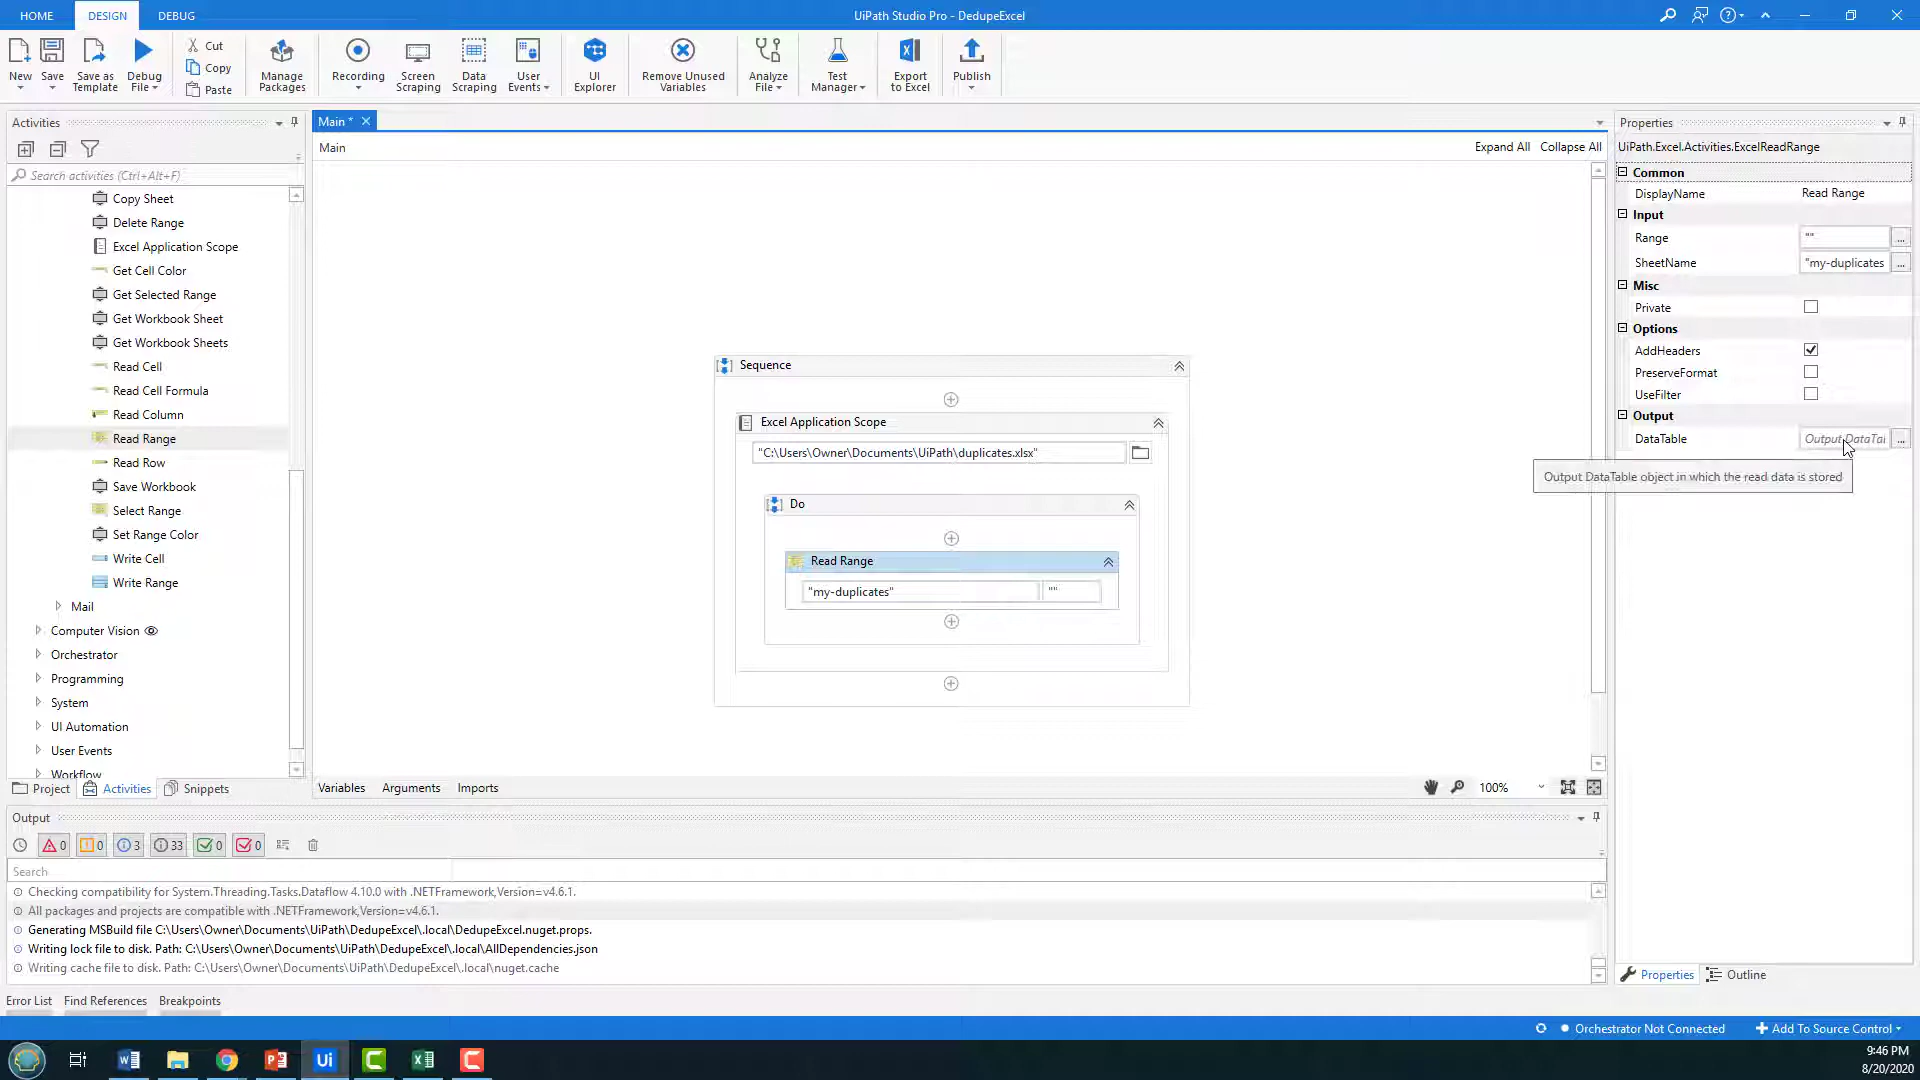 HOME DESIGN DEBUG
UiPath Studio Pro - DedupeExcel
New
Save
Save as Template
Debug File
Cut
Copy
Paste
Manage Packages
Recording
Screen Scraping
Data Scraping
User Events
UI Explorer
Remove Unused Variables
Analyze File
Test Manager
Export to Excel
Publish
Activities
Search activities (Ctrl+Alt+F)
Copy Sheet
Delete Range
Excel Application Scope
Get Cell Color
Get Selected Range
Get Workbook Sheet
Get Workbook Sheets
Read Cell
Read Cell Formula
Read Column
Read Range
Read Row
Save Workbook
Select Range
Set Range Color
Write Cell
Write Range
Mail
Computer Vision
Orchestrator
Programming
System
UI Automation
User Events
Workflow
Project Activities Snippets
Main *
Main
Expand All Collapse All
Sequence
Excel Application Scope
"C:\Users\Owner\Documents\UiPath\duplicates.xlsx"
Do
Read Range
"my-duplicates" ""
Variables Arguments Imports
100%
Properties
UiPath.Excel.Activities.ExcelReadRange
Common
DisplayName Read Range
Input
Range "" ...
SheetName "my-duplicates ...
Misc
Private
Options
AddHeaders
PreserveFormat
UseFilter
Output
DataTable Output DataTal ...
Output DataTable object in which the read data is stored
Properties Outline
Output
0 0 3 33 0 0
Search
Checking compatibility for System.Threading.Tasks.Dataflow 4.10.0 with .NETFramework,Version=v4.6.1.
All packages and projects are compatible with .NETFramework,Version=v4.6.1.
Generating MSBuild file C:\Users\Owner\Documents\UiPath\DedupeExcel\.local\DedupeExcel.nuget.props.
Writing lock file to disk. Path: C:\Users\Owner\Documents\UiPath\DedupeExcel\.local\AllDependencies.json
Writing cache file to disk. Path: C:\Users\Owner\Documents\UiPath\DedupeExcel\.local\nuget.cache
Error List Find References Breakpoints
Orchestrator Not Connected
Add To Source Control
Ui
9:46 PM
8/20/2020